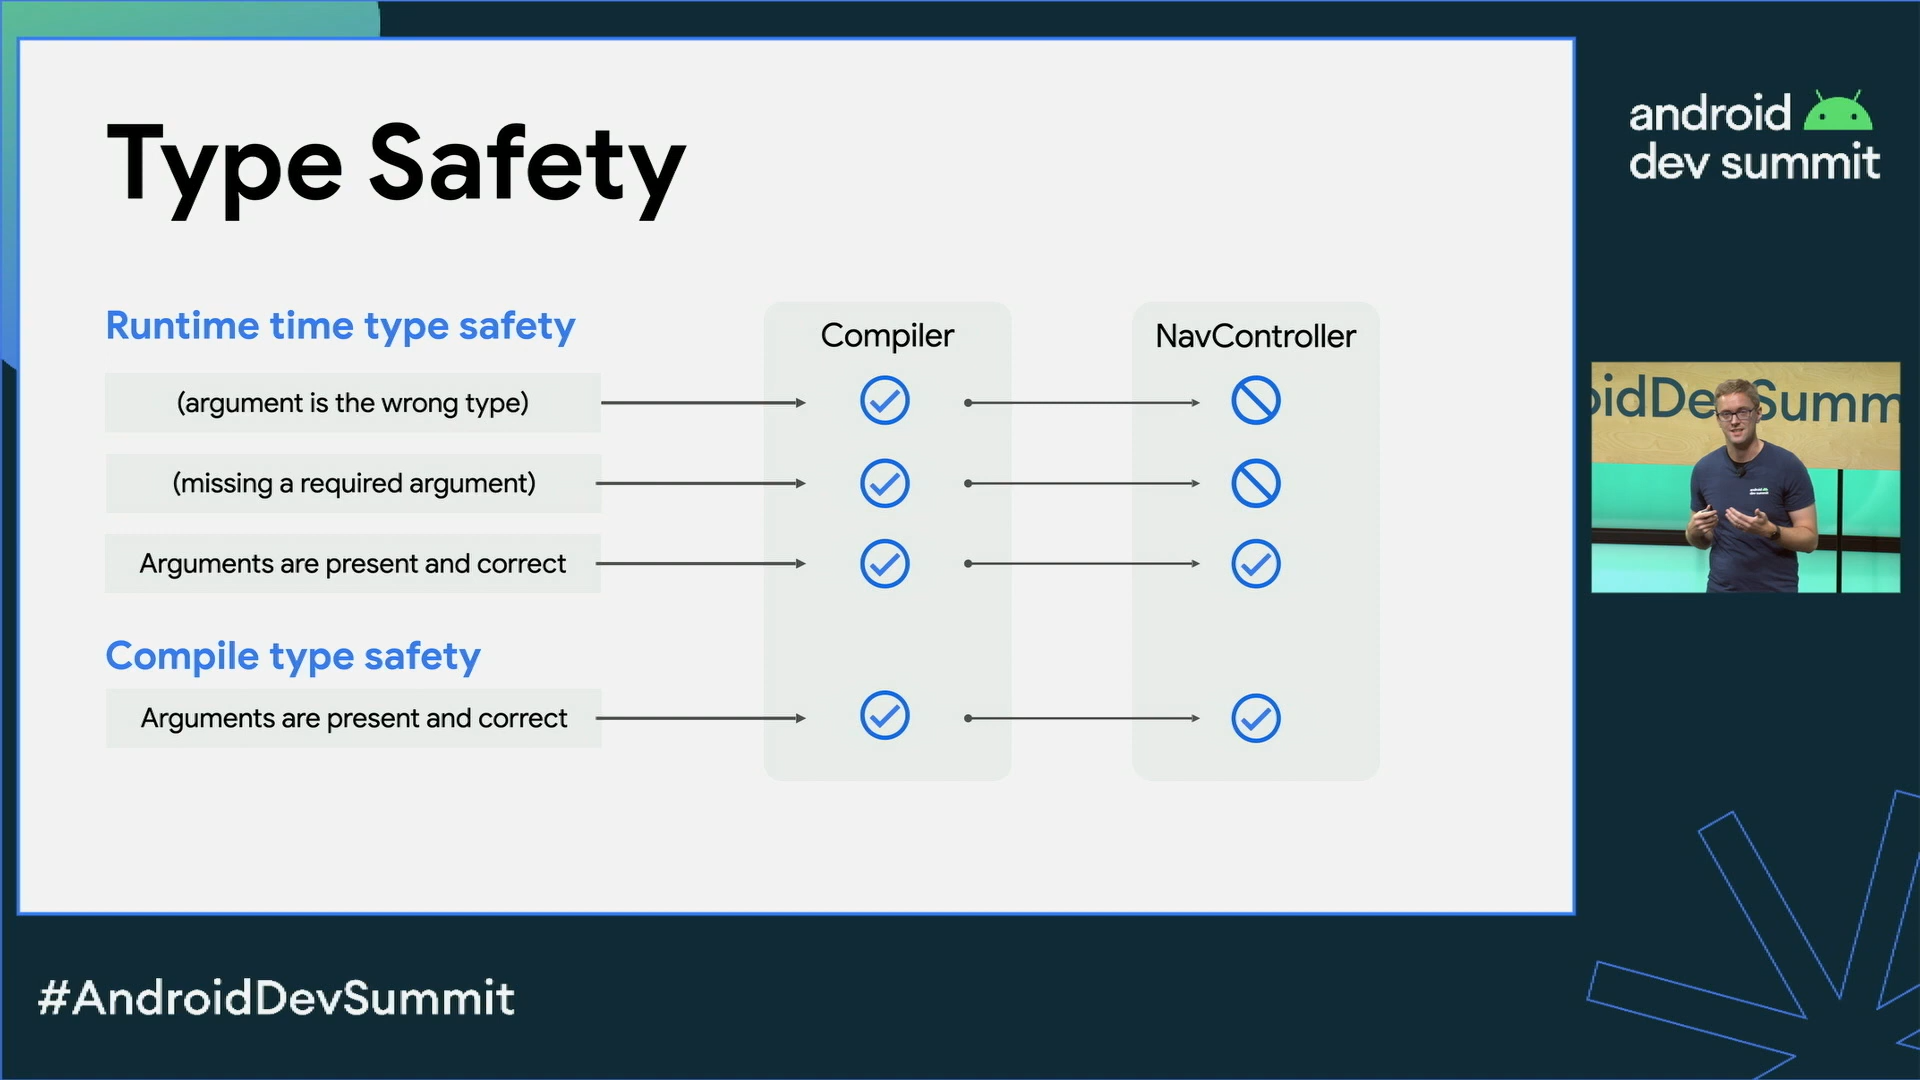 Type Safety
Runtime time type safety
Compiler
NavController
(argument is the wrong type)
(missing a required argument)
Arguments are present and correct
Compile type safety
Arguments are present and correct
android
dev summit
oidDevSumm
#AndroidDevSummit